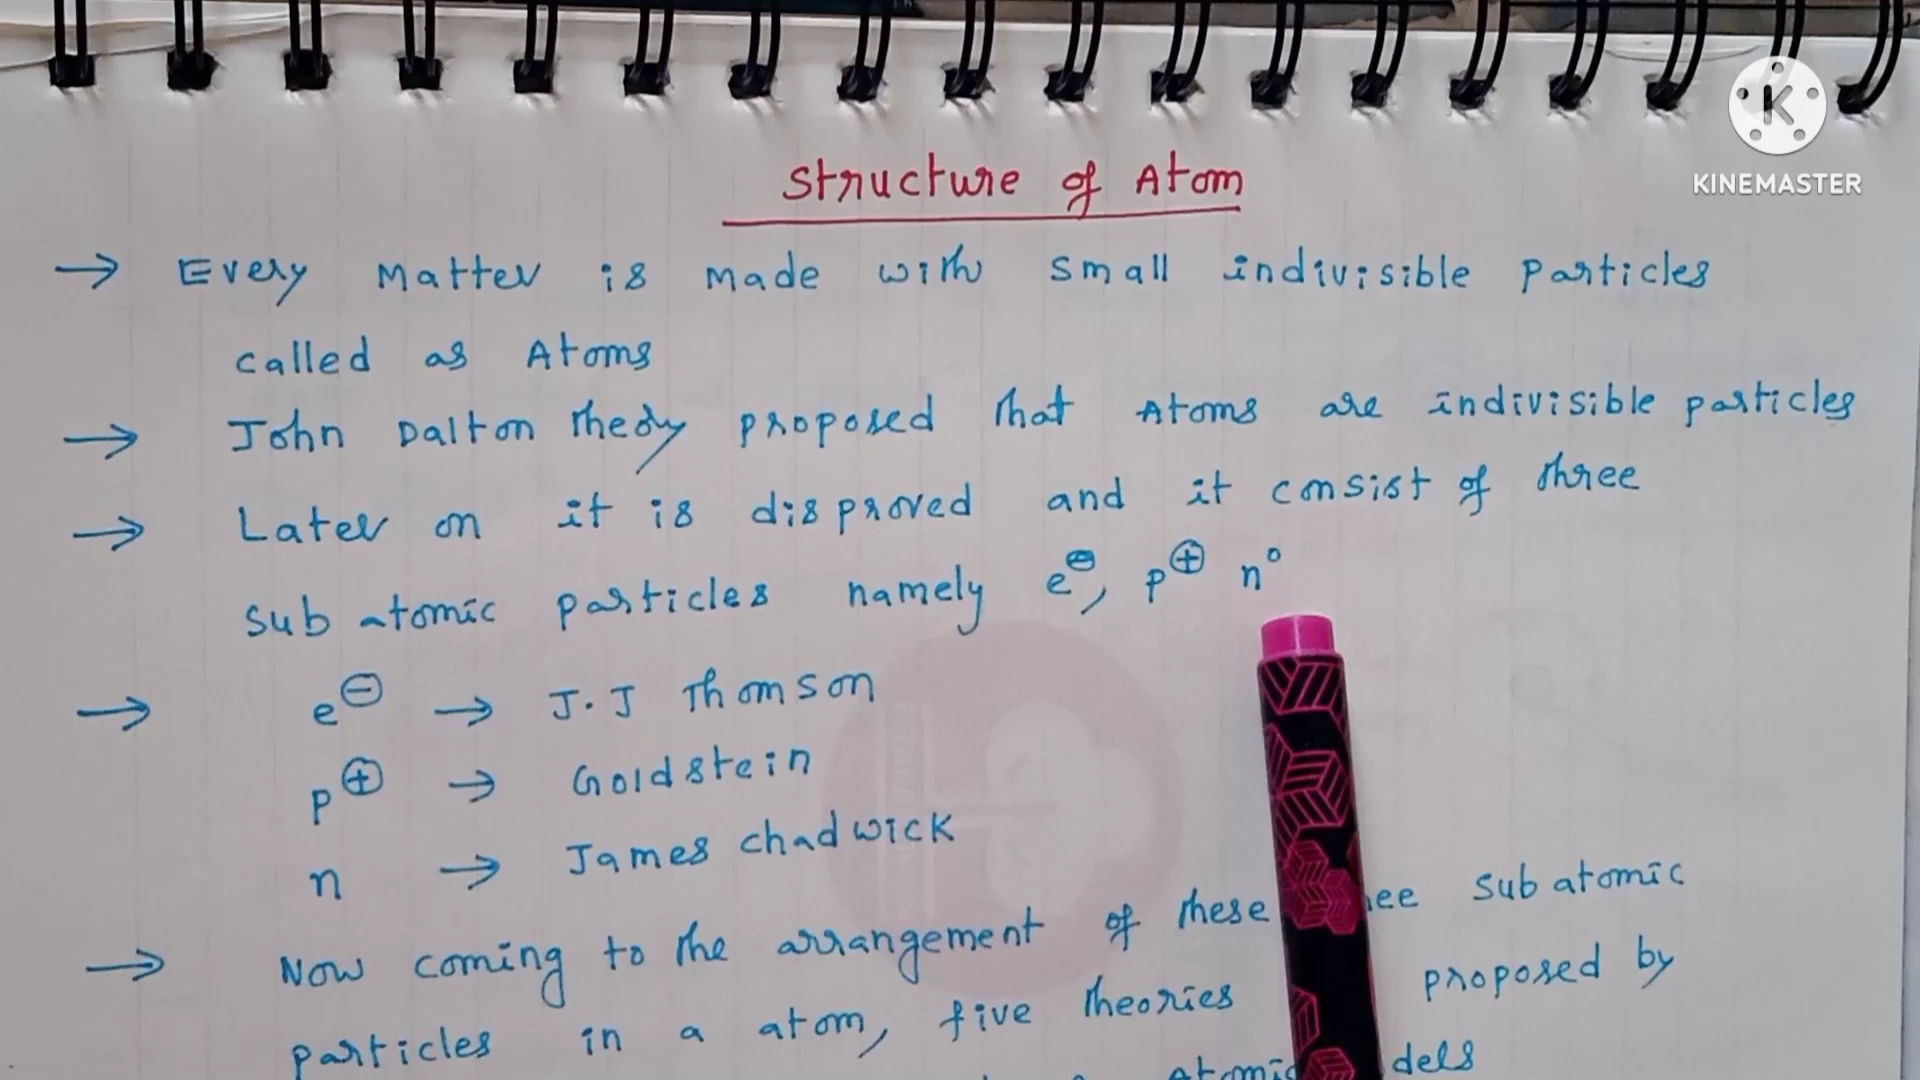 KINEMASTER
Structure of Atom
→ Every Matter is made with small indivisible particles
called as Atoms
→ John Dalton theory proposed that Atoms are indivisible particles
→ Later on it is disproved and it consist of three
Sub atomic particles namely e⊖, p⊕ n°
→ e⊖ → J.J Thomson
p⊕ → Goldstein
n → James chadwick
→ Now coming to the arrangement of these ee Sub atomic
particles in a atom, five theories proposed by
Atomic dels